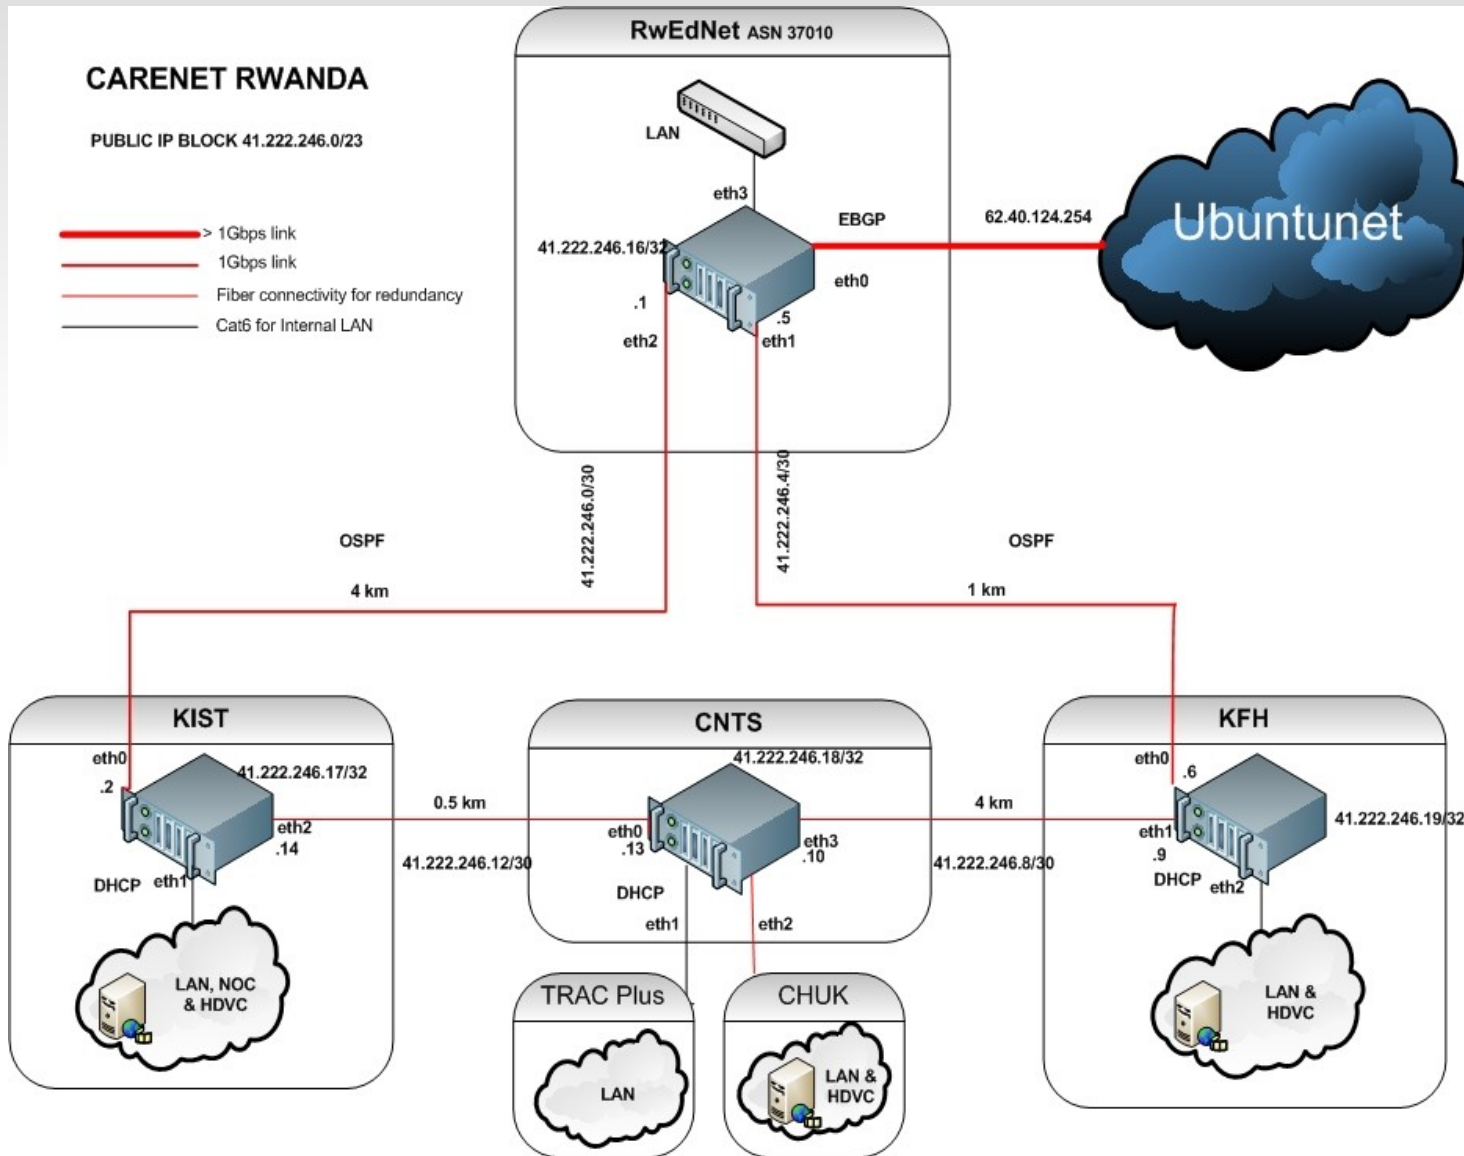 RwEdNet ASN 37010
CARENET RWANDA
PUBLIC IP BLOCK 41.222.246.0/23
> 1Gbps link
1Gbps link
Fiber connectivity for redundancy
Cat6 for Internal LAN
LAN
eth3
41.222.246.16/32
EBGP
62.40.124.254
Ubuntunet
eth0
.1
.5
eth2
eth1
41.222.246.0/30
41.222.246.4/30
OSPF
OSPF
4 km
1 km
KIST
eth0
.2
41.222.246.17/32
eth2
.14
DHCP
eth1
LAN, NOC
& HDVC
0.5 km
41.222.246.12/30
CNTS
41.222.246.18/32
eth0
.13
eth3
.10
DHCP
eth1
eth2
4 km
41.222.246.8/30
KFH
eth0
.6
41.222.246.19/32
eth1
.9
DHCP
eth2
LAN &
HDVC
TRAC Plus
LAN
CHUK
LAN &
HDVC